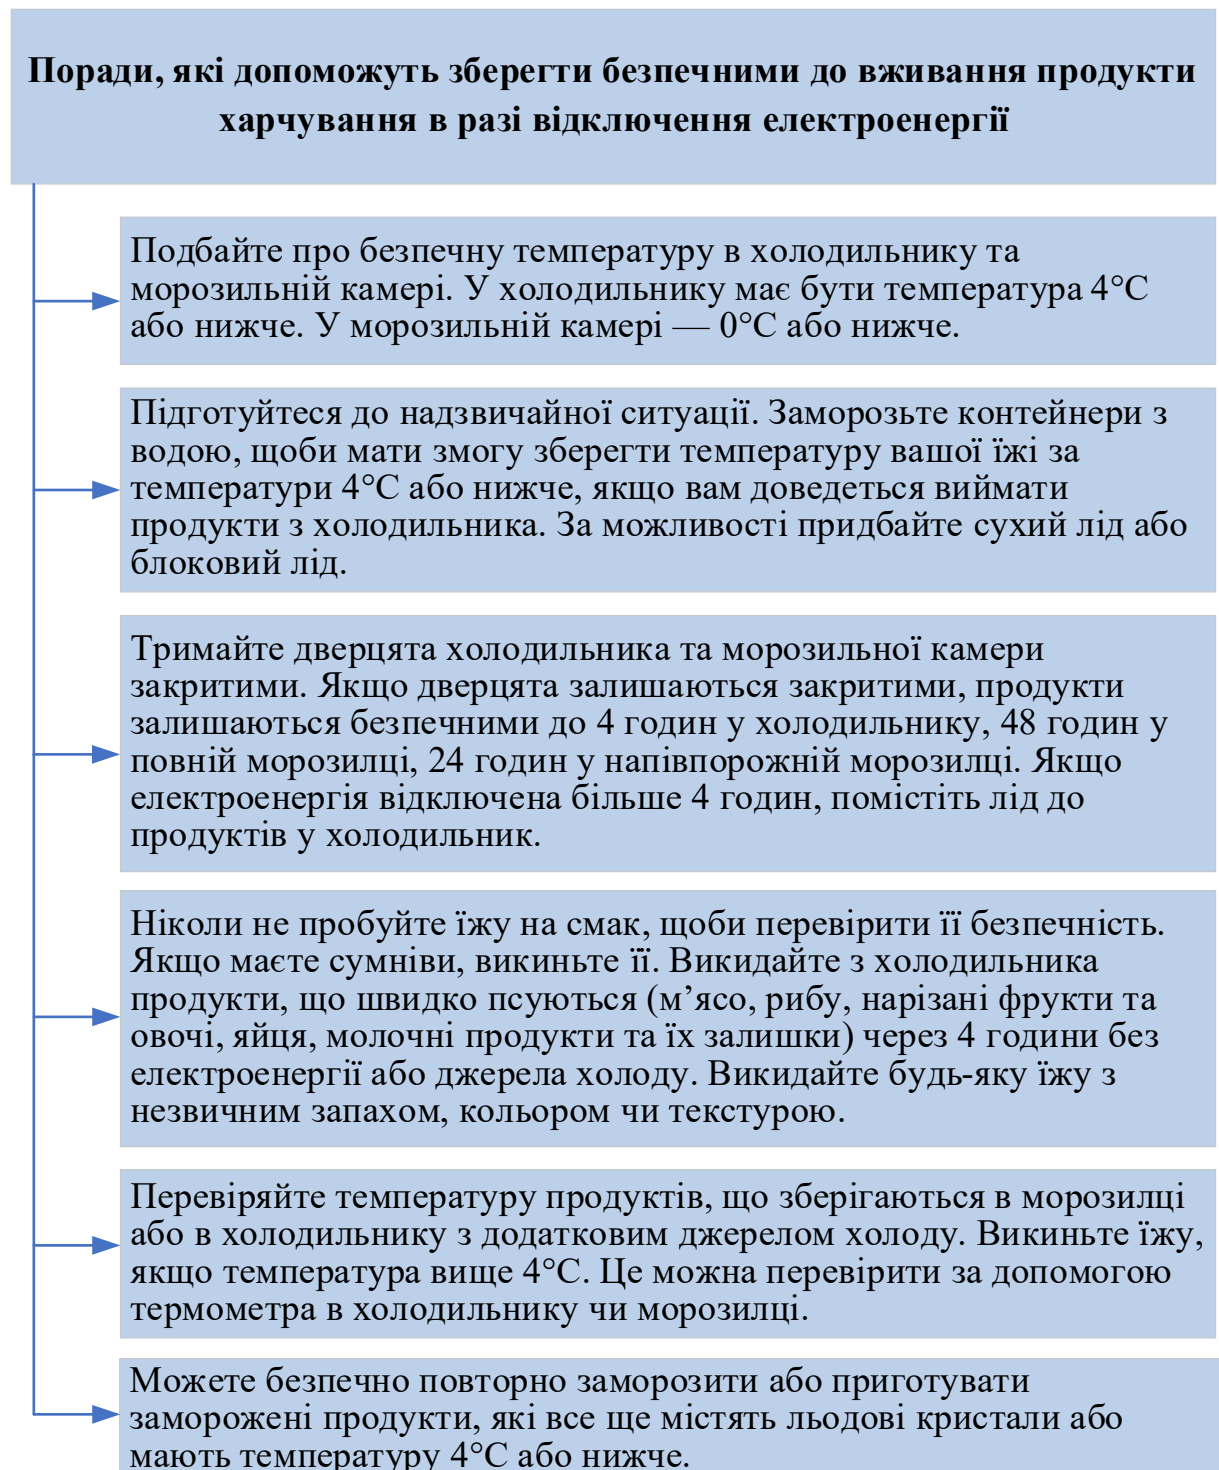 Поради, які допоможуть зберегти безпечними до вживання продукти
харчування в разі відключення електроенергії
Подбайте про безпечну температуру в холодильнику та
морозильній камері. У холодильнику має бути температура 4°C
або нижче. У морозильній камері — 0°C або нижче.
Підготуйтеся до надзвичайної ситуації. Заморозьте контейнери з
водою, щоби мати змогу зберегти температуру вашої їжі за
температури 4°C або нижче, якщо вам доведеться виймати
продукти з холодильника. За можливості придбайте сухий лід або
блоковий лід.
Тримайте дверцята холодильника та морозильної камери
закритими. Якщо дверцята залишаються закритими, продукти
залишаються безпечними до 4 годин у холодильнику, 48 годин у
повній морозилці, 24 годин у напівпорожній морозилці. Якщо
електроенергія відключена більше 4 годин, помістіть лід до
продуктів у холодильник.
Ніколи не пробуйте їжу на смак, щоби перевірити її безпечність.
Якщо маєте сумніви, викиньте її. Викидайте з холодильника
продукти, що швидко псуються (м’ясо, рибу, нарізані фрукти та
овочі, яйця, молочні продукти та їх залишки) через 4 години без
електроенергії або джерела холоду. Викидайте будь-яку їжу з
незвичним запахом, кольором чи текстурою.
Перевіряйте температуру продуктів, що зберігаються в морозилці
або в холодильнику з додатковим джерелом холоду. Викиньте їжу,
якщо температура вище 4°C. Це можна перевірити за допомогою
термометра в холодильнику чи морозилці.
Можете безпечно повторно заморозити або приготувати
заморожені продукти, які все ще містять льодові кристали або
мають температуру 4°C або нижче.